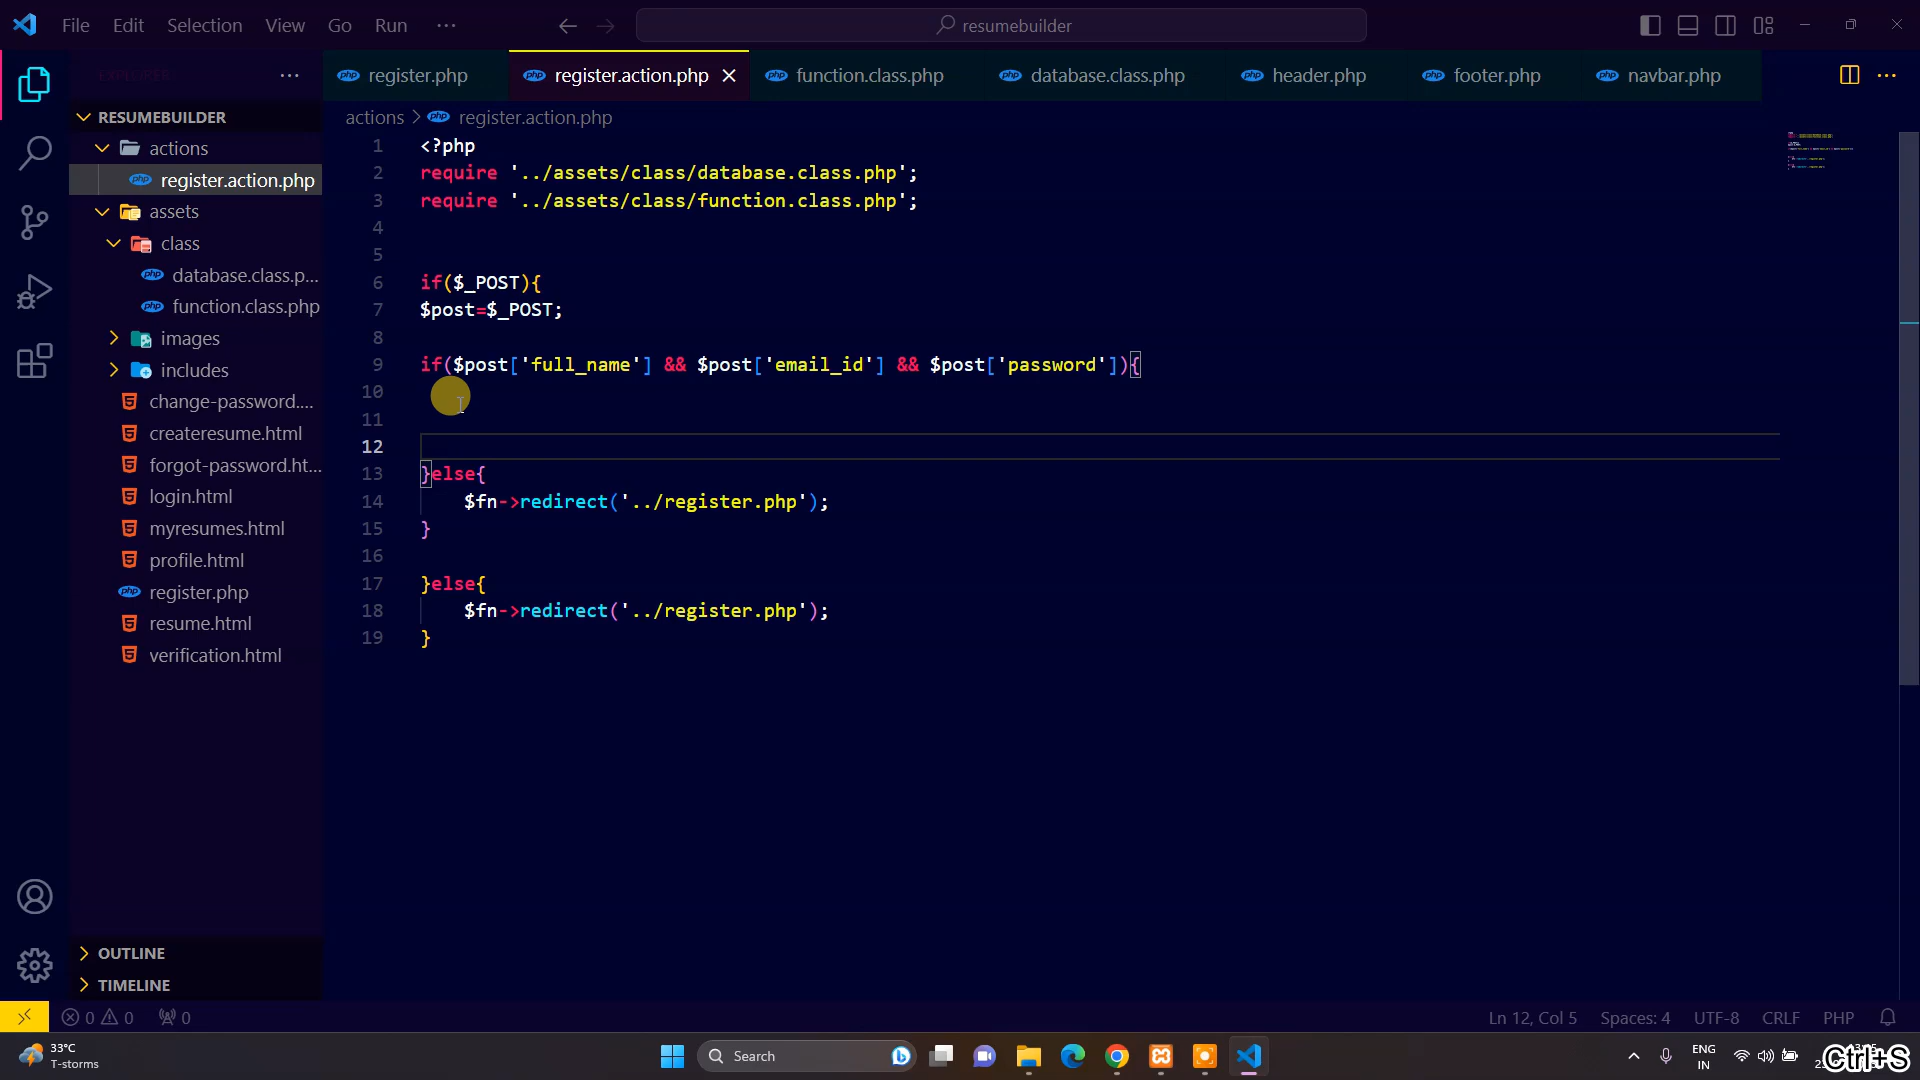 File Edit Selection View Go Run ··· resumebuilder
EXPLORER ···
register.php register.action.php function.class.php database.class.php header.php footer.php navbar.php ···
RESUMEBUILDER
actions
register.action.php
assets
class
database.class.p...
function.class.php
images
includes
change-password....
createresume.html
forgot-password.ht...
login.html
myresumes.html
profile.html
register.php
resume.html
verification.html
OUTLINE
TIMELINE
actions > register.action.php
1 <?php
2 require '../assets/class/database.class.php';
3 require '../assets/class/function.class.php';
4
5
6 if($_POST){
7 $post=$_POST;
8
9 if($post['full_name'] && $post['email_id'] && $post['password']){
10
11
12
13 }else{
14 $fn->redirect('../register.php');
15 }
16
17 }else{
18 $fn->redirect('../register.php');
19 }
0 0 0 Ln 12, Col 5 Spaces: 4 UTF-8 CRLF PHP
33°C
T-storms
Search
ENG
IN
Ctrl+S